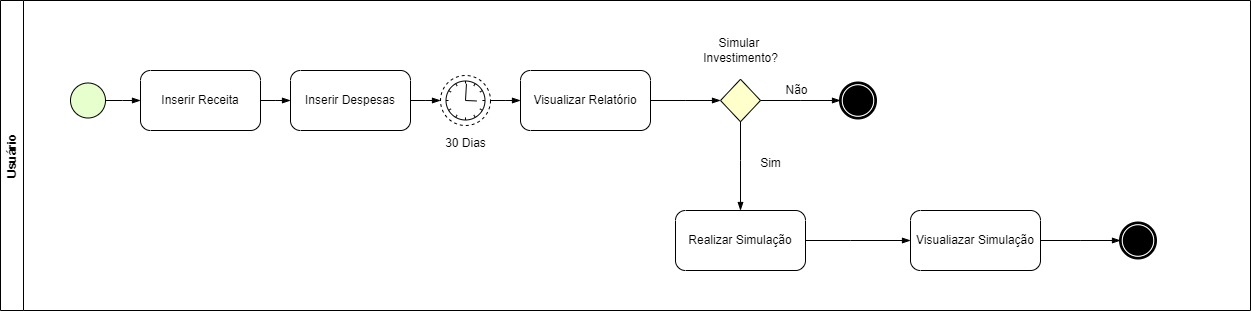 Usuário
Inserir Receita
Inserir Despesas
30 Dias
Visualizar Relatório
Simular
Investimento?
Não
Sim
Realizar Simulação
Visualiazar Simulação